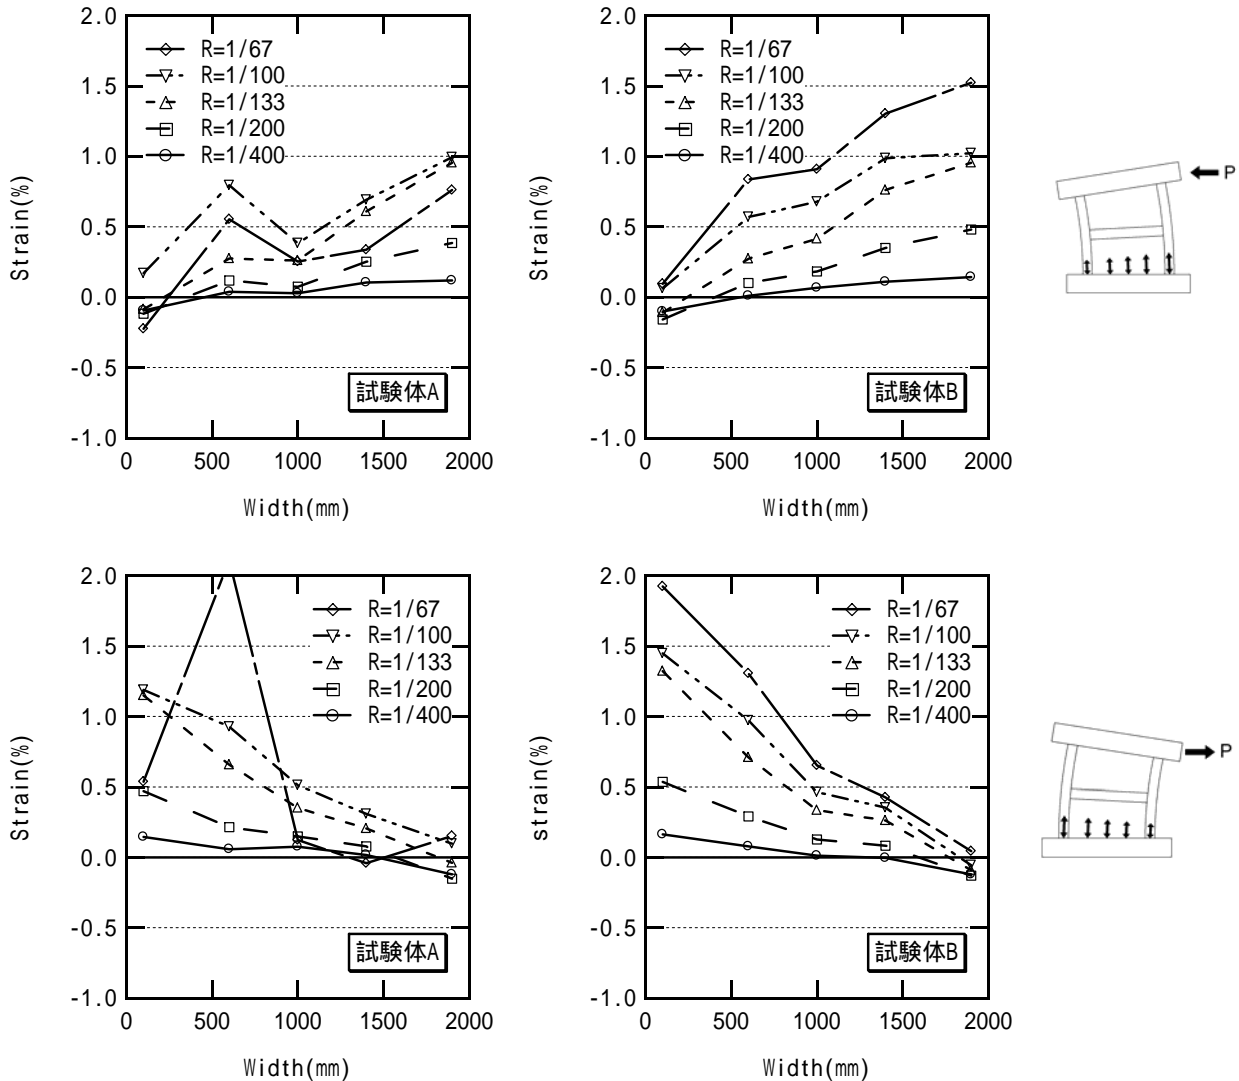 2.0
1.5
1.0
0.5
0.0
-0.5
-1.0
Strain(%)
R=1/67
R=1/100
R=1/133
R=1/200
R=1/400
試験体A
0 500 1000 1500 2000
Width(mm)
2.0
1.5
1.0
0.5
0.0
-0.5
-1.0
Strain(%)
R=1/67
R=1/100
R=1/133
R=1/200
R=1/400
試験体B
0 500 1000 1500 2000
Width(mm)
P
2.0
1.5
1.0
0.5
0.0
-0.5
-1.0
Strain(%)
R=1/67
R=1/100
R=1/133
R=1/200
R=1/400
試験体A
0 500 1000 1500 2000
Width(mm)
2.0
1.5
1.0
0.5
0.0
-0.5
-1.0
strain(%)
R=1/67
R=1/100
R=1/133
R=1/200
R=1/400
試験体B
0 500 1000 1500 2000
Width(mm)
P